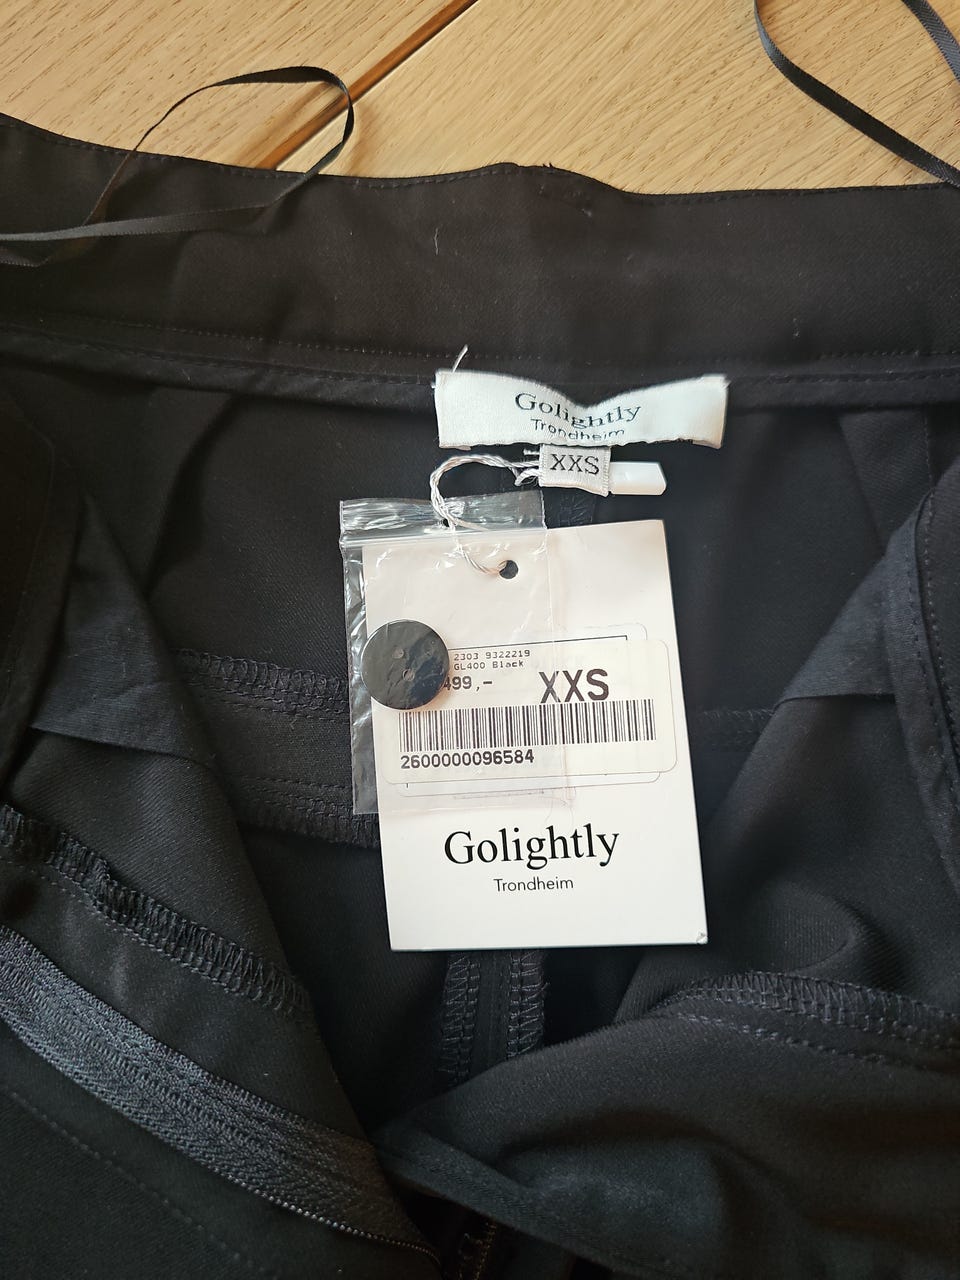 Golightly
Trondheim
XXS
2303 9322219
GL400 Black
499,-
XXS
2600000096584
Golightly
Trondheim